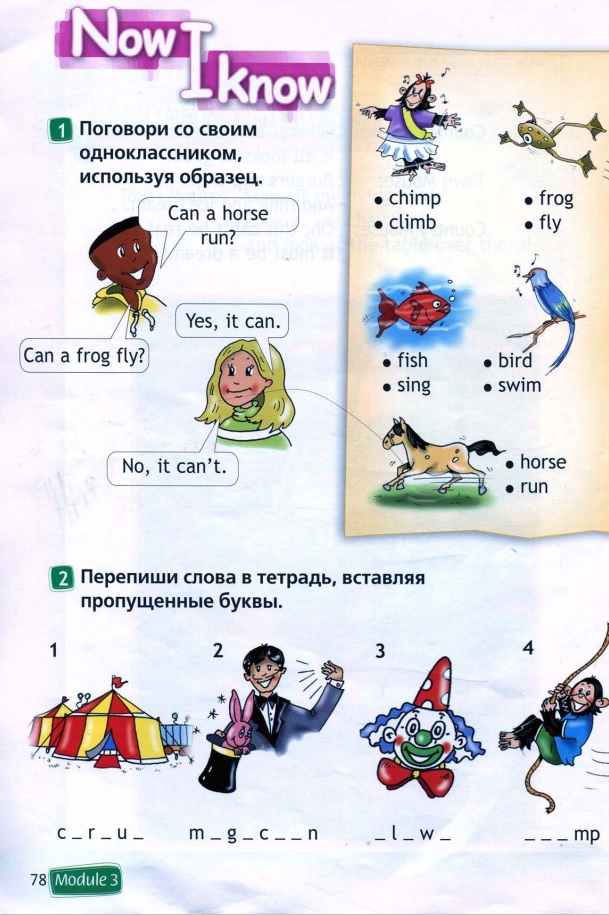 Now
I know
1 Поговори со своим
одноклассником,
используя образец.
Can a horse
run?
Yes, it can.
Can a frog fly?
No, it can't.
• chimp
• climb
• frog
• fly
• fish
• sing
• bird
• swim
• horse
• run
2 Перепиши слова в тетрадь, вставляя
пропущенные буквы.
1
2
3
4
c _ r _ u _
m _ g _ c _ _ n
_ l _ w _
_ _ _ mp
78 Module 3